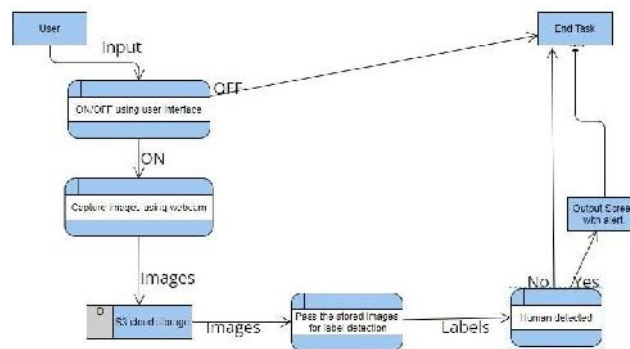 User
End Task
Input
OFF
ON/OFF using user interface
ON
Capture images using webcam
Output Screen
with alert.
Images
No
Yes
D
S3 cloud storage
Images
Pass the stored images
for label detection
Labels
Human detected